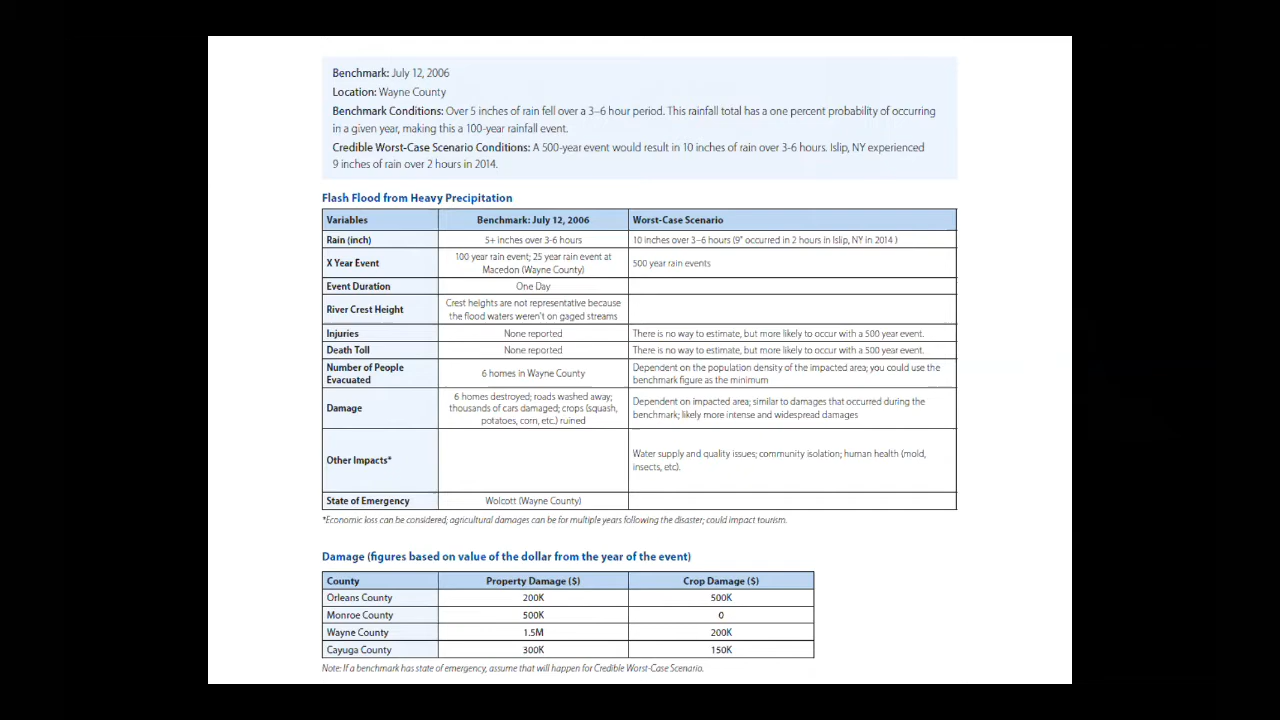 Benchmark: July 12, 2006
Location: Wayne County
Benchmark Conditions: Over 5 inches of rain fell over a 3–6 hour period. This rainfall total has a one percent probability of occurring
in a given year, making this a 100-year rainfall event.
Credible Worst-Case Scenario Conditions: A 500-year event would result in 10 inches of rain over 3-6 hours. Islip, NY experienced
9 inches of rain over 2 hours in 2014.
Flash Flood from Heavy Precipitation
Variables Benchmark: July 12, 2006 Worst-Case Scenario
Rain (inch) 5+ inches over 3-6 hours 10 inches over 3–6 hours (9" occurred in 2 hours in Islip, NY in 2014 )
X Year Event 100 year rain event; 25 year rain event at
Macedon (Wayne County) 500 year rain events
Event Duration One Day
River Crest Height Crest heights are not representative because
the flood waters weren't on gaged streams
Injuries None reported There is no way to estimate, but more likely to occur with a 500 year event.
Death Toll None reported There is no way to estimate, but more likely to occur with a 500 year event.
Number of People
Evacuated 6 homes in Wayne County Dependent on the population density of the impacted area; you could use the
benchmark figure as the minimum
Damage 6 homes destroyed; roads washed away;
thousands of cars damaged; crops (squash,
potatoes, corn, etc.) ruined Dependent on impacted area; similar to damages that occurred during the
benchmark; likely more intense and widespread damages
Other Impacts* Water supply and quality issues; community isolation; human health (mold,
insects, etc).
State of Emergency Wolcott (Wayne County)
*Economic loss can be considered; agricultural damages can be for multiple years following the disaster; could impact tourism.
Damage (figures based on value of the dollar from the year of the event)
County Property Damage ($) Crop Damage ($)
Orleans County 200K 500K
Monroe County 500K 0
Wayne County 1.5M 200K
Cayuga County 300K 150K
Note: If a benchmark has state of emergency, assume that will happen for Credible Worst-Case Scenario.